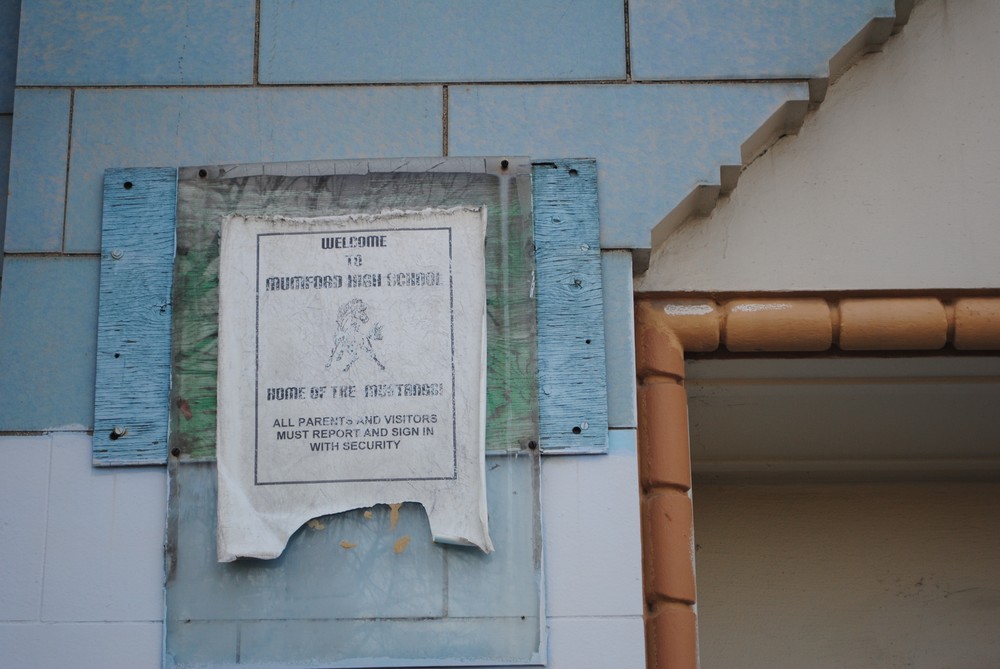 WELCOME
TO
MUMFORD HIGH SCHOOL
HOME OF THE MUSTANGS!
ALL PARENTS AND VISITORS
MUST REPORT AND SIGN IN
WITH SECURITY